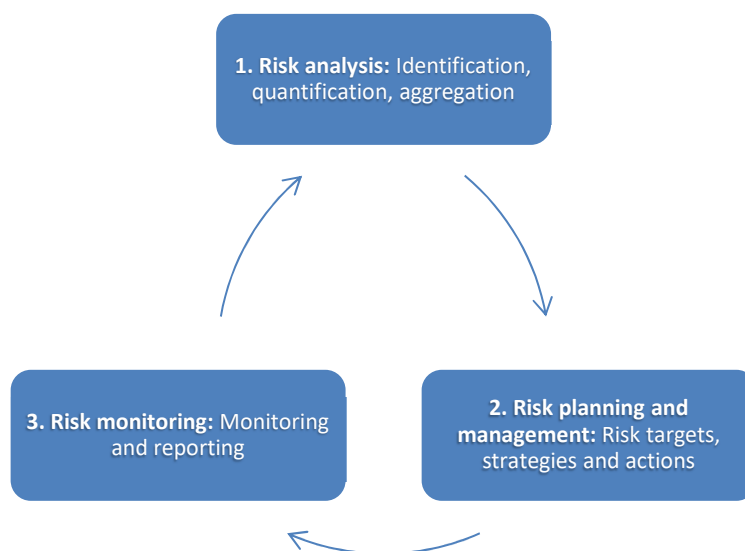 1. Risk analysis: Identification,
quantification, aggregation
3. Risk monitoring: Monitoring
and reporting
2. Risk planning and
management: Risk targets,
strategies and actions